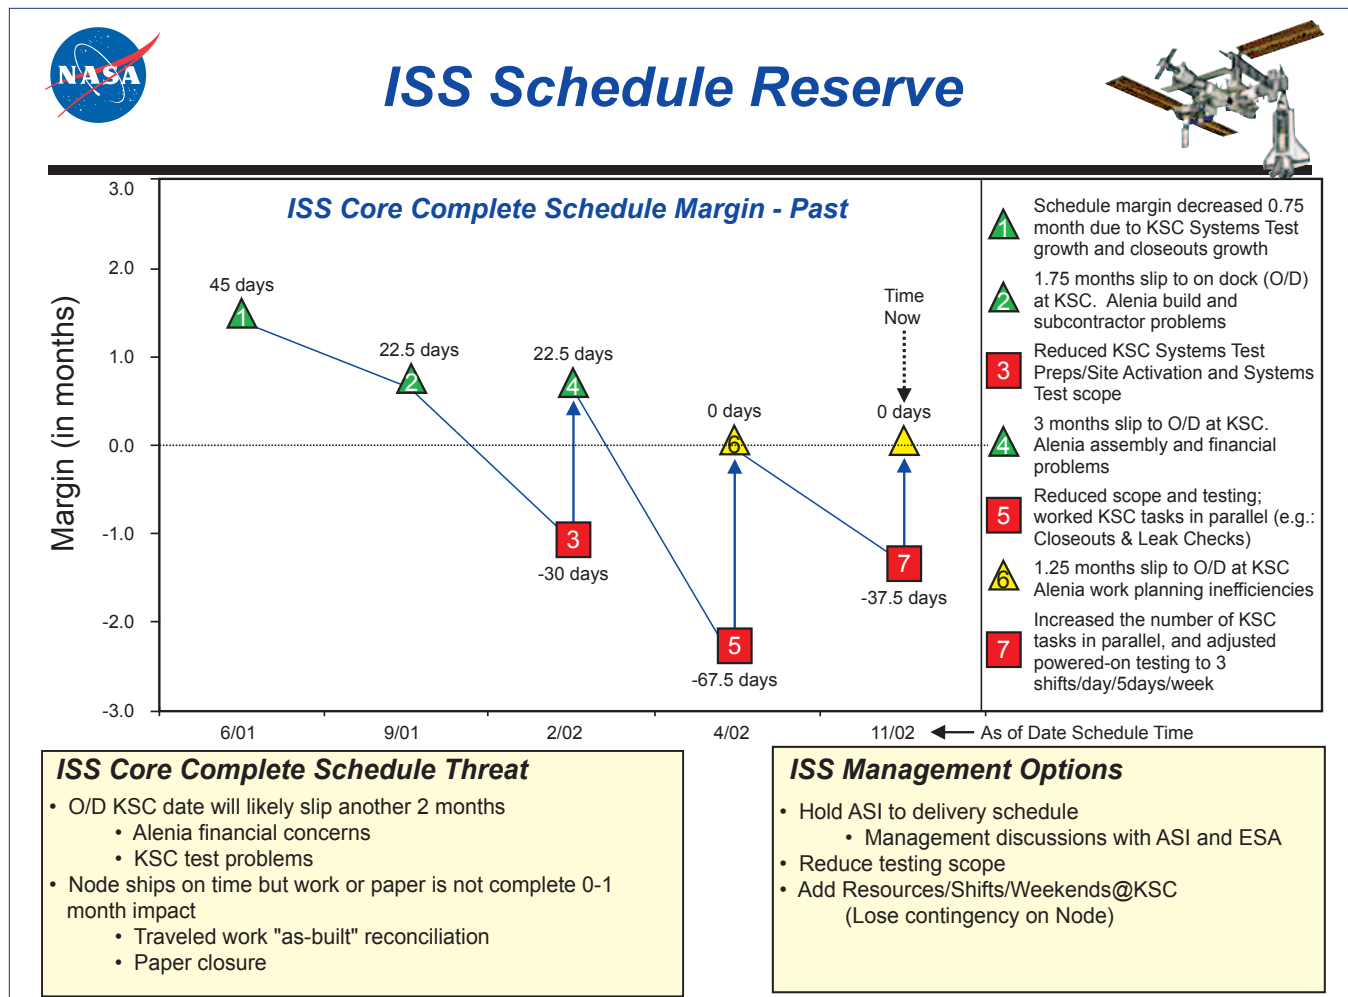 NASA
ISS Schedule Reserve
ISS Core Complete Schedule Margin - Past
Margin (in months)
3.0
2.0
1.0
0.0
-1.0
-2.0
-3.0
45 days
1
22.5 days
2
22.5 days
4
3
-30 days
0 days
6
5
-67.5 days
Time
Now
0 days
7
-37.5 days
6/01
9/01
2/02
4/02
11/02
As of Date Schedule Time
1
Schedule margin decreased 0.75
month due to KSC Systems Test
growth and closeouts growth
2
1.75 months slip to on dock (O/D)
at KSC. Alenia build and
subcontractor problems
3
Reduced KSC Systems Test
Preps/Site Activation and Systems
Test scope
4
3 months slip to O/D at KSC.
Alenia assembly and financial
problems
5
Reduced scope and testing;
worked KSC tasks in parallel (e.g.:
Closeouts & Leak Checks)
6
1.25 months slip to O/D at KSC
Alenia work planning inefficiencies
7
Increased the number of KSC
tasks in parallel, and adjusted
powered-on testing to 3
shifts/day/5days/week
ISS Core Complete Schedule Threat
• O/D KSC date will likely slip another 2 months
• Alenia financial concerns
• KSC test problems
• Node ships on time but work or paper is not complete 0-1
month impact
• Traveled work "as-built" reconciliation
• Paper closure
ISS Management Options
• Hold ASI to delivery schedule
• Management discussions with ASI and ESA
• Reduce testing scope
• Add Resources/Shifts/Weekends@KSC
(Lose contingency on Node)